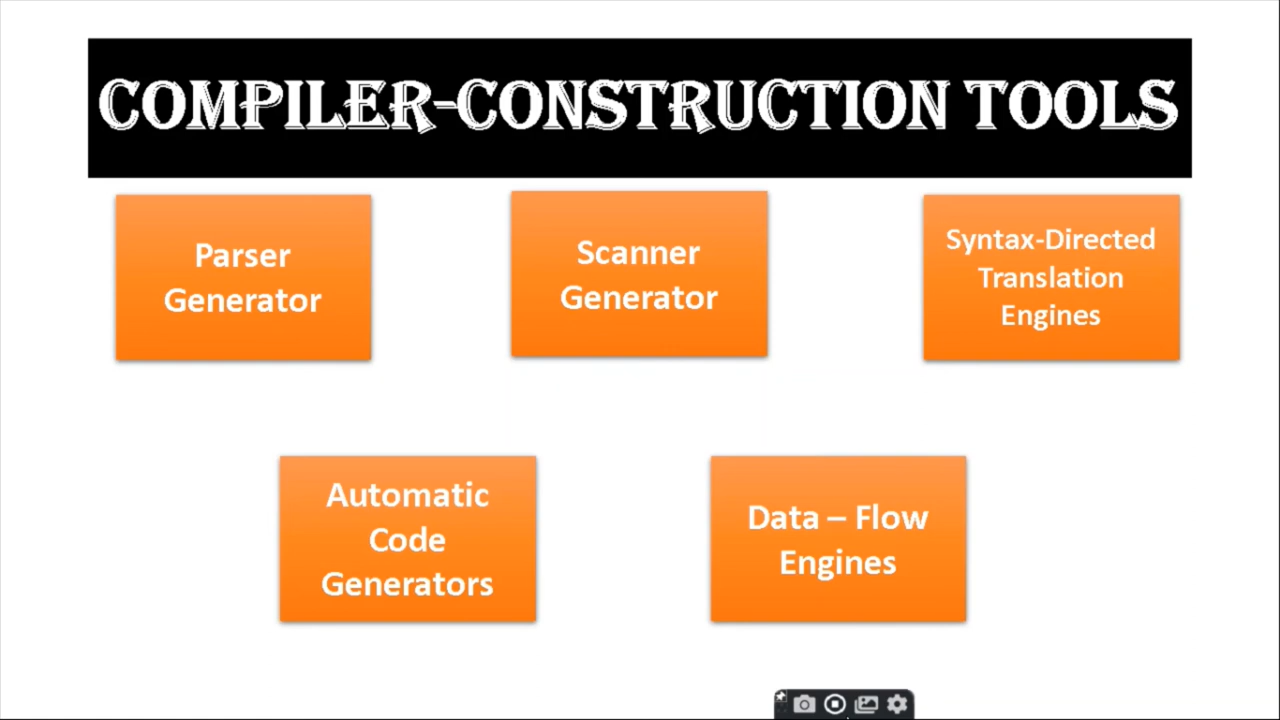 COMPILER-CONSTRUCTION TOOLS
Parser
Generator
Scanner
Generator
Syntax-Directed
Translation
Engines
Automatic
Code
Generators
Data – Flow
Engines